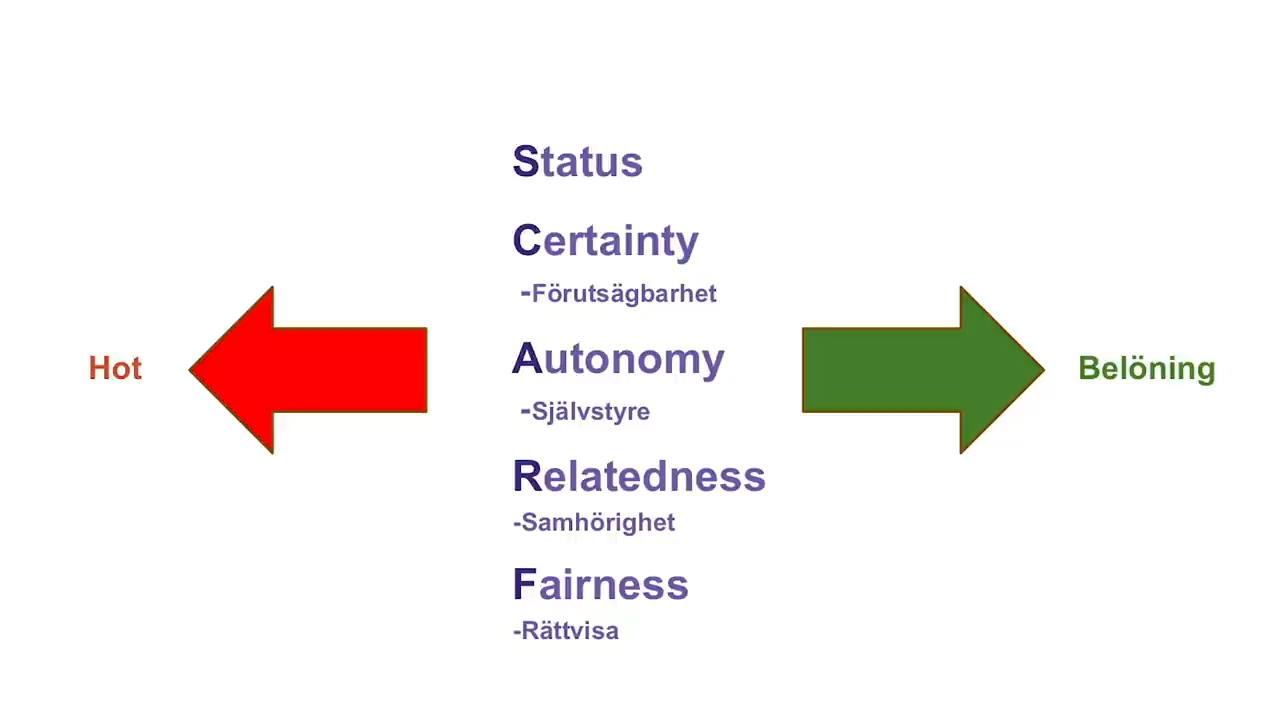 Status
Certainty
-Förutsägbarhet
Hot
Autonomy
Belöning
-Självstyre
Relatedness
-Samhörighet
Fairness
-Rättvisa